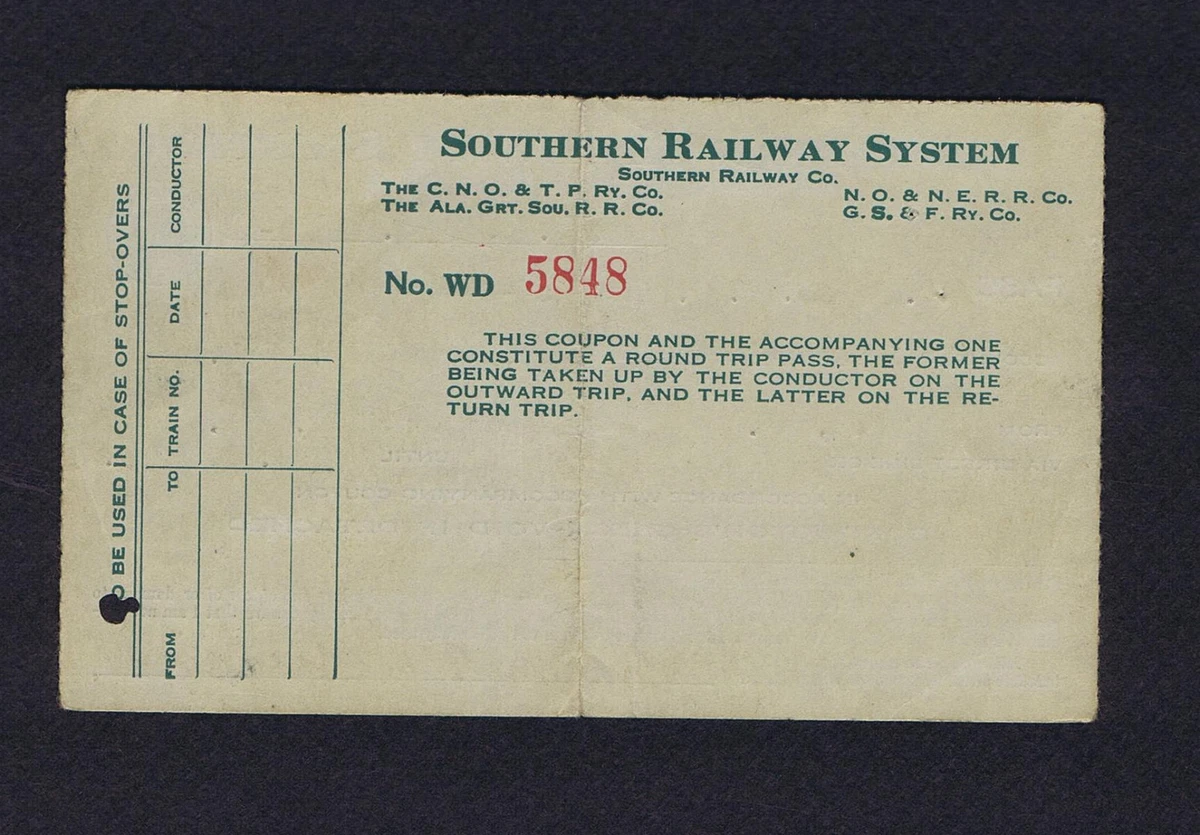 SOUTHERN RAILWAY SYSTEM
SOUTHERN RAILWAY CO.
THE C. N. O. & T. P. RY. CO.
THE ALA. GRT. SOU. R. R. CO.
N. O. & N. E. R. R. CO.
G. S. & F. RY. CO.
No. WD 5848
THIS COUPON AND THE ACCOMPANYING ONE
CONSTITUTE A ROUND TRIP PASS, THE FORMER
BEING TAKEN UP BY THE CONDUCTOR ON THE
OUTWARD TRIP, AND THE LATTER ON THE RE-
TURN TRIP.
O BE USED IN CASE OF STOP-OVERS
FROM TO TRAIN NO. DATE CONDUCTOR